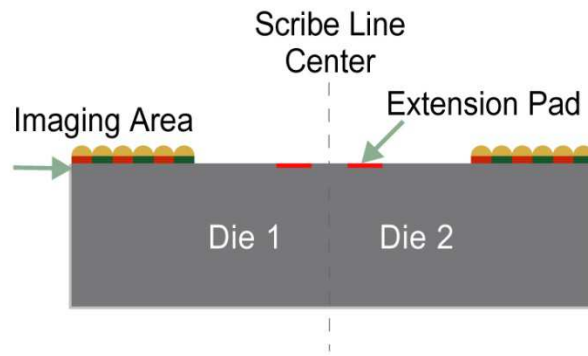 Scribe Line
Center
Extension Pad
Imaging Area
Die 1
Die 2